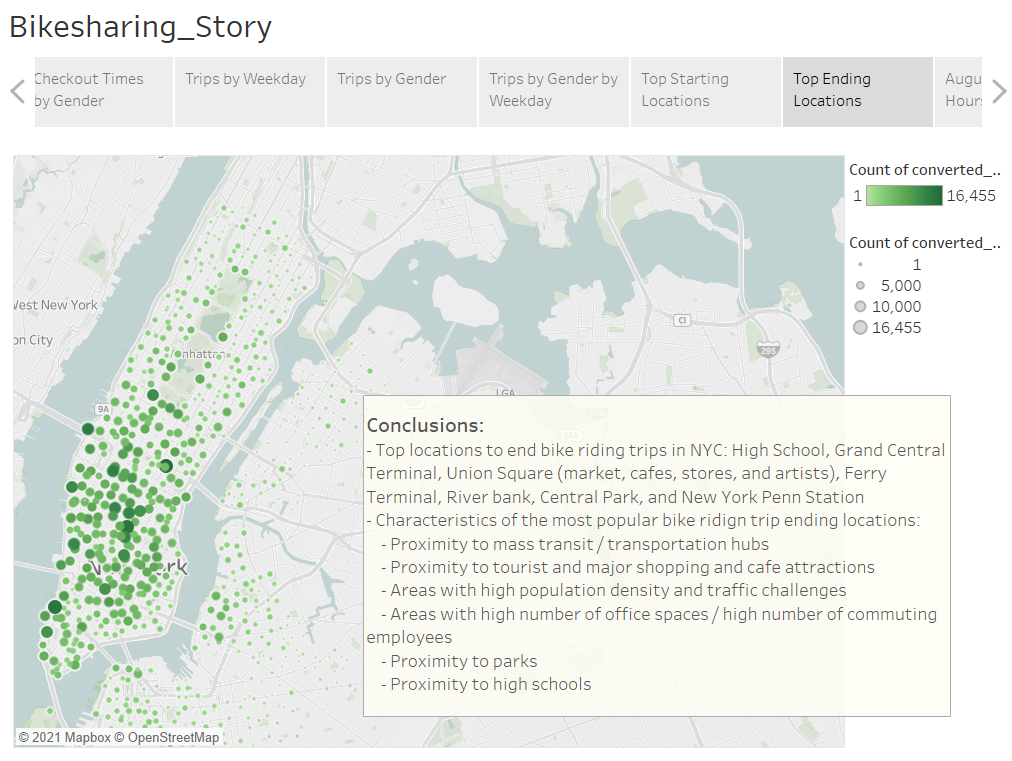 Bikesharing_Story
Checkout Times
by Gender
Trips by Weekday
Trips by Gender
Trips by Gender by
Weekday
Top Starting
Locations
Top Ending
Locations
Augu
Hour
Count of converted_..
1
16,455
Count of converted_..
1
5,000
10,000
16,455
West New York
on City
Manhattan
9A
CI
295
LGA
Conclusions:
- Top locations to end bike riding trips in NYC: High School, Grand Central
Terminal, Union Square (market, cafes, stores, and artists), Ferry
Terminal, River bank, Central Park, and New York Penn Station
- Characteristics of the most popular bike ridign trip ending locations:
- Proximity to mass transit / transportation hubs
- Proximity to tourist and major shopping and cafe attractions
- Areas with high population density and traffic challenges
- Areas with high number of office spaces / high number of commuting
employees
- Proximity to parks
- Proximity to high schools
New York
© 2021 Mapbox © OpenStreetMap